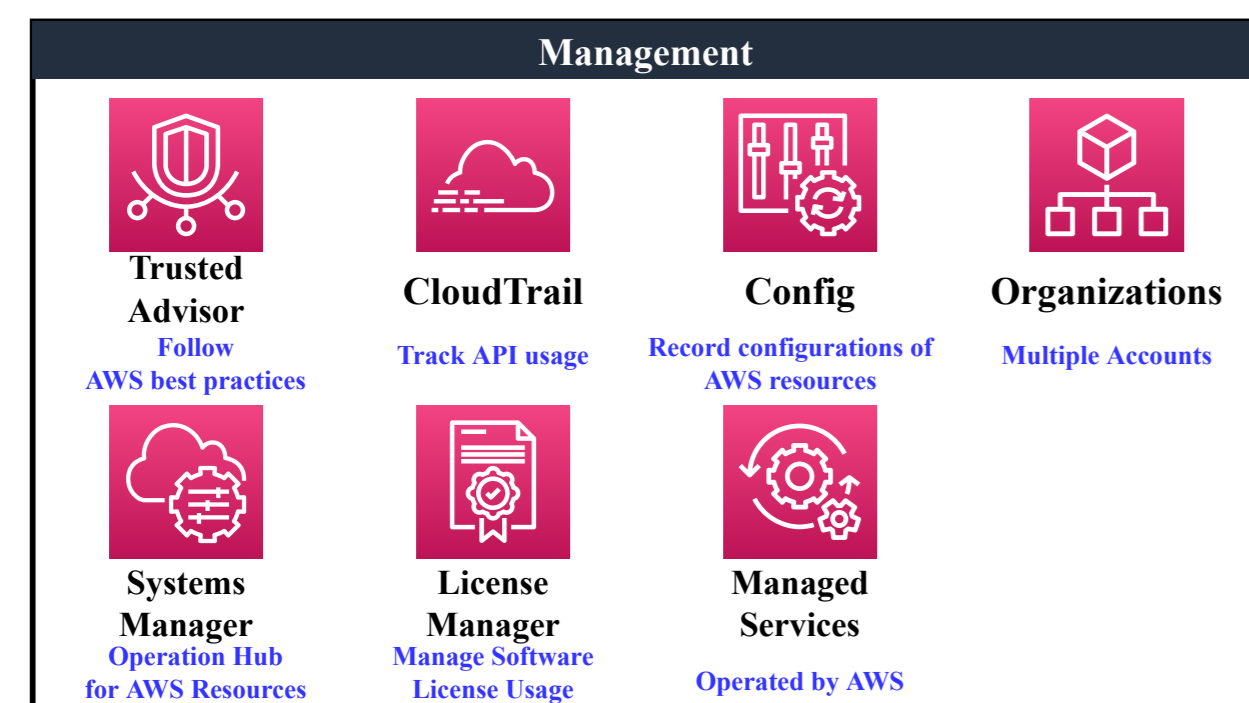 Management
Trusted
Advisor
Follow
AWS best practices
CloudTrail
Track API usage
Config
Record configurations of
AWS resources
Organizations
Multiple Accounts
Systems
Manager
Operation Hub
for AWS Resources
License
Manager
Manage Software
License Usage
Managed
Services
Operated by AWS